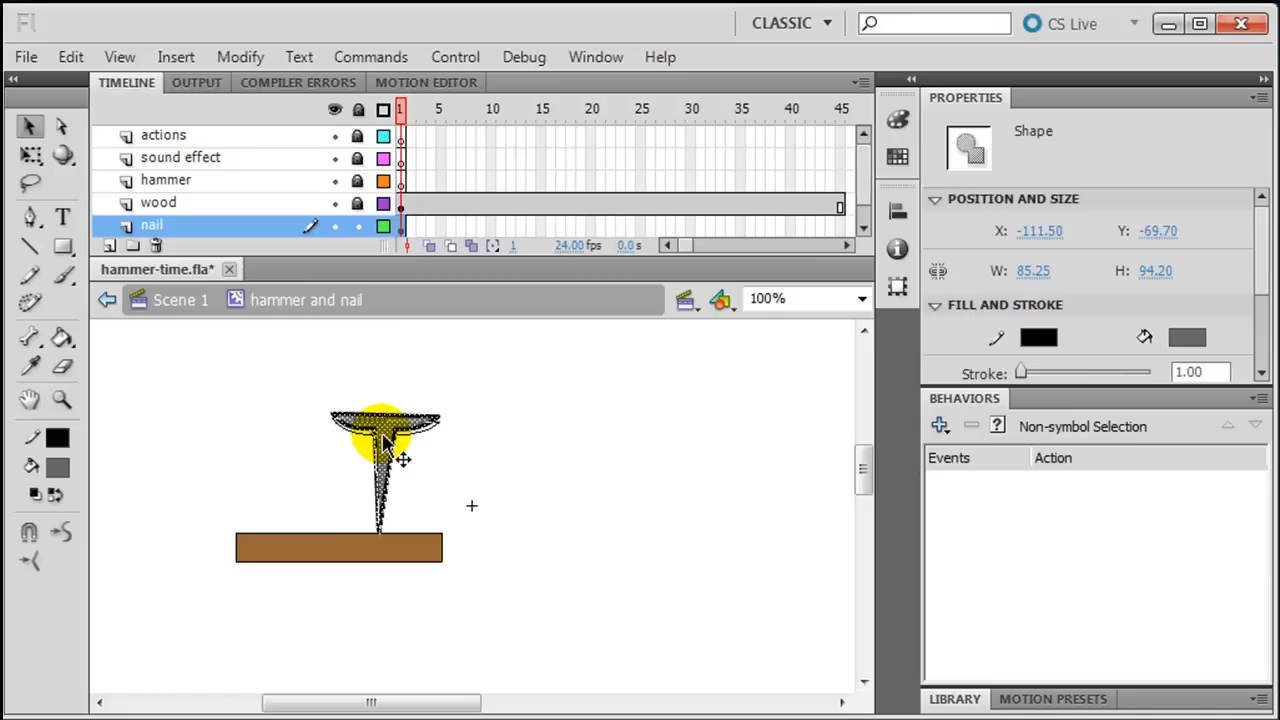 Fl CLASSIC CS Live
File Edit View Insert Modify Text Commands Control Debug Window Help
TIMELINE OUTPUT COMPILER ERRORS MOTION EDITOR
1 5 10 15 20 25 30 35 40 45
actions
sound effect
hammer
wood
nail
1 24.00 fps 0.0 s
hammer-time.fla*
Scene 1 hammer and nail 100%
PROPERTIES
Shape
POSITION AND SIZE
X: -111.50 Y: -69.70
W: 85.25 H: 94.20
FILL AND STROKE
Stroke: 1.00
BEHAVIORS
Non-symbol Selection
Events Action
LIBRARY MOTION PRESETS